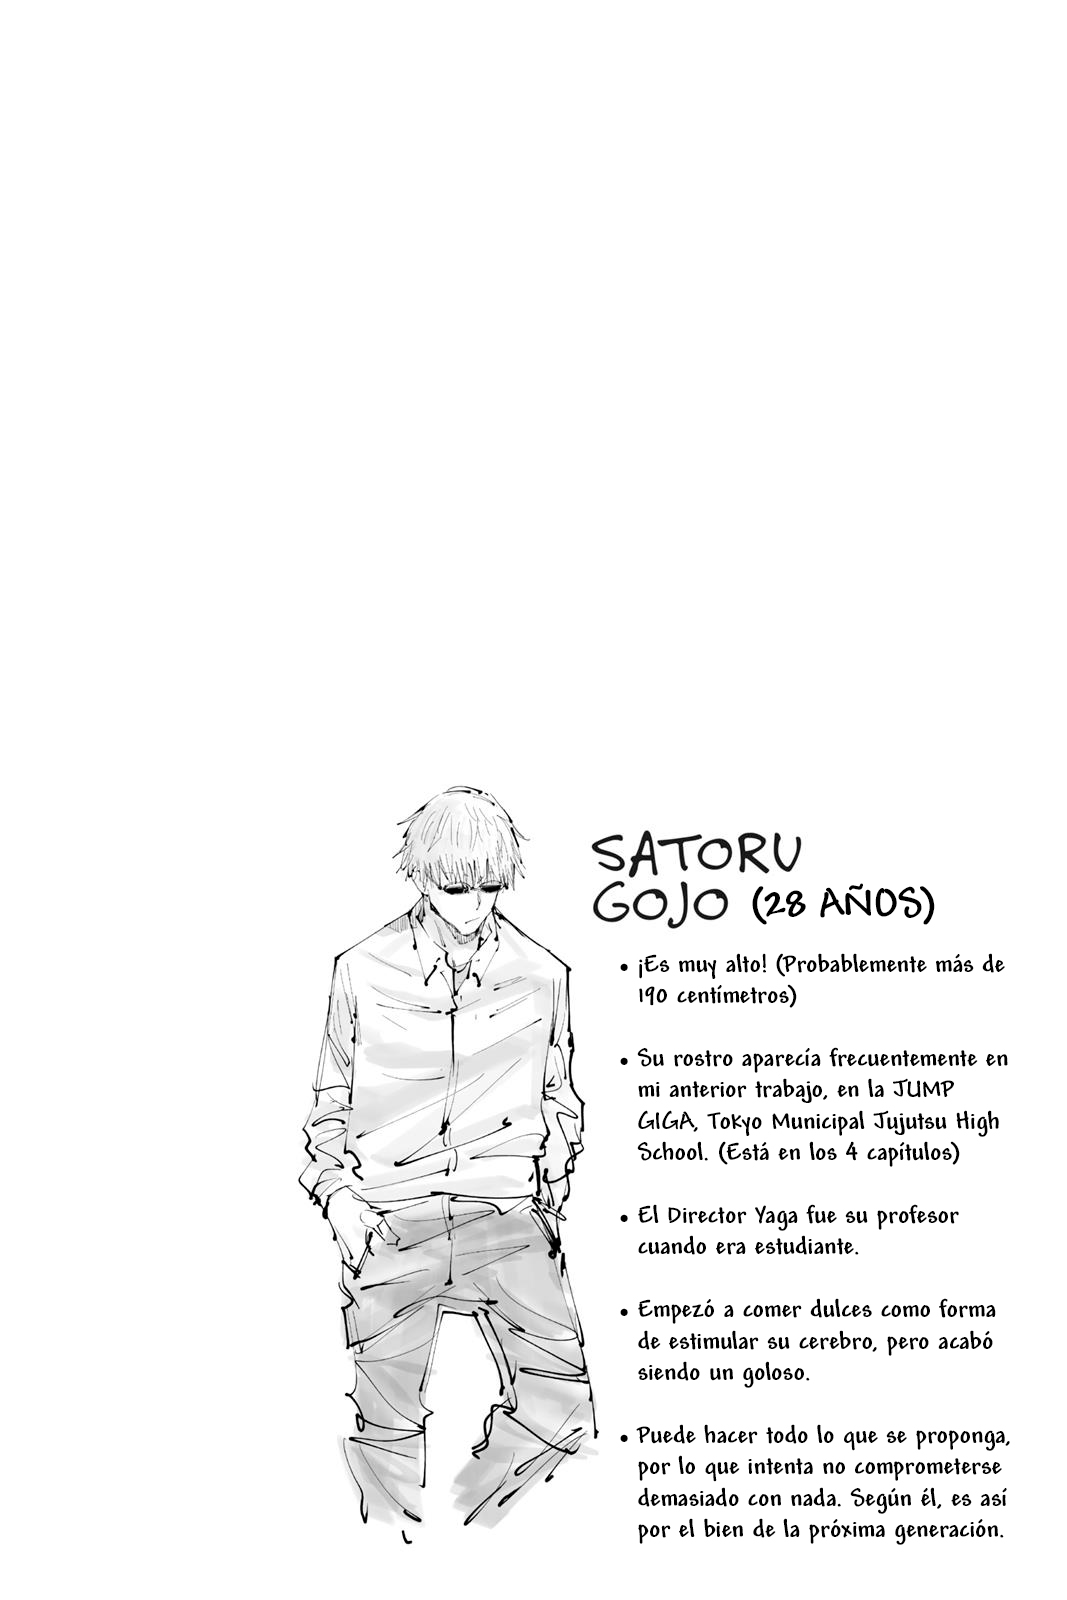 SATORU
GOJO (28 AÑOS)
• ¡Es muy alto! (Probablemente más de
190 centímetros)
• Su rostro aparecía frecuentemente en
mi anterior trabajo, en la JUMP
GIGA, Tokyo Municipal Jujutsu High
School. (Está en los 4 capítulos)
• El Director Yaga fue su profesor
cuando era estudiante.
• Empezó a comer dulces como forma
de estimular su cerebro, pero acabó
siendo un goloso.
• Puede hacer todo lo que se proponga,
por lo que intenta no comprometerse
demasiado con nada. Según él, es así
por el bien de la próxima generación.